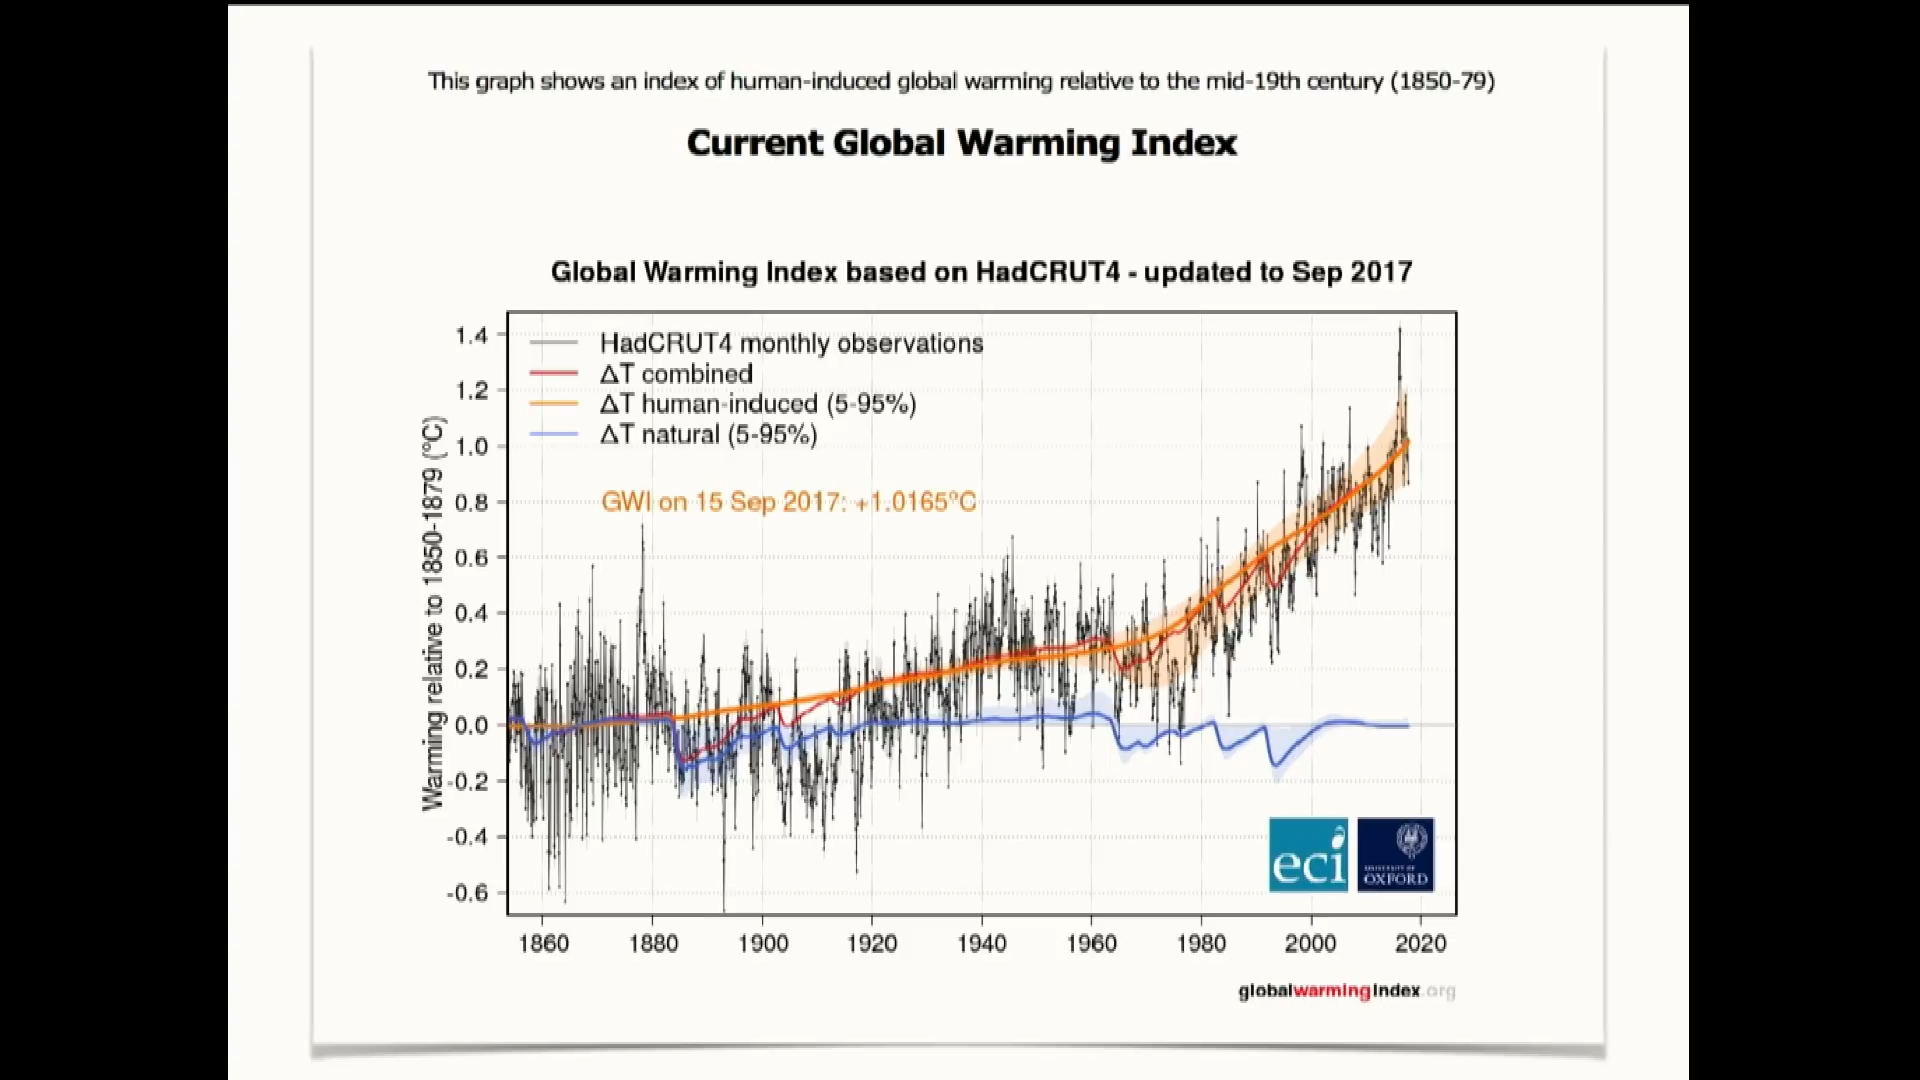 This graph shows an index of human-induced global warming relative to the mid-19th century (1850-79)
Current Global Warming Index
Global Warming Index based on HadCRUT4 - updated to Sep 2017
HadCRUT4 monthly observations
ΔT combined
ΔT human-induced (5-95%)
ΔT natural (5-95%)
GWI on 15 Sep 2017: +1.0165°C
Warming relative to 1850-1879 (°C)
1.4
1.2
1.0
0.8
0.6
0.4
0.2
0.0
-0.2
-0.4
-0.6
1860 1880 1900 1920 1940 1960 1980 2000 2020
eci
UNIVERSITY OF
OXFORD
globalwarmingindex.org